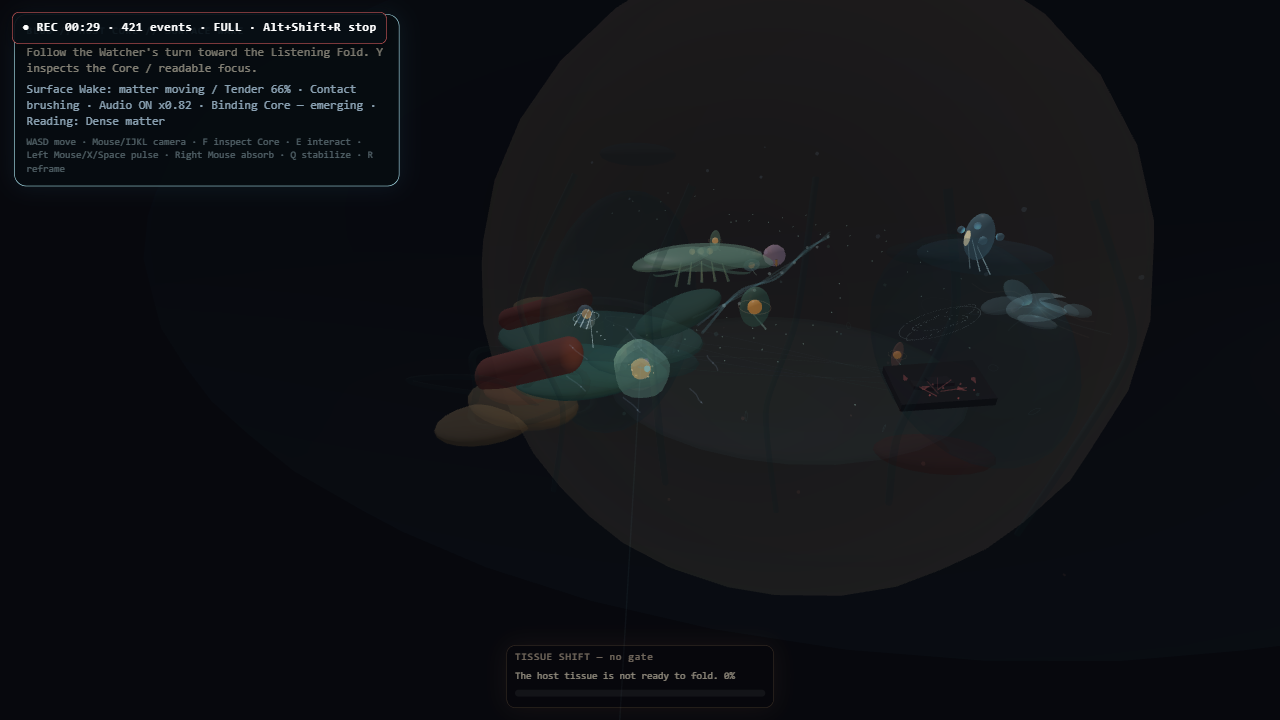 ● REC 00:29 · 421 events · FULL · Alt+Shift+R stop
Follow the Watcher's turn toward the Listening Fold. Y
inspects the Core / readable focus.
Surface Wake: matter moving / Tender 66% · Contact
brushing · Audio ON x0.82 · Binding Core — emerging ·
Reading: Dense matter
WASD move · Mouse/IJKL camera · F inspect Core · E interact ·
Left Mouse/X/Space pulse · Right Mouse absorb · Q stabilize · R
reframe
TISSUE SHIFT — no gate
The host tissue is not ready to fold. 0%